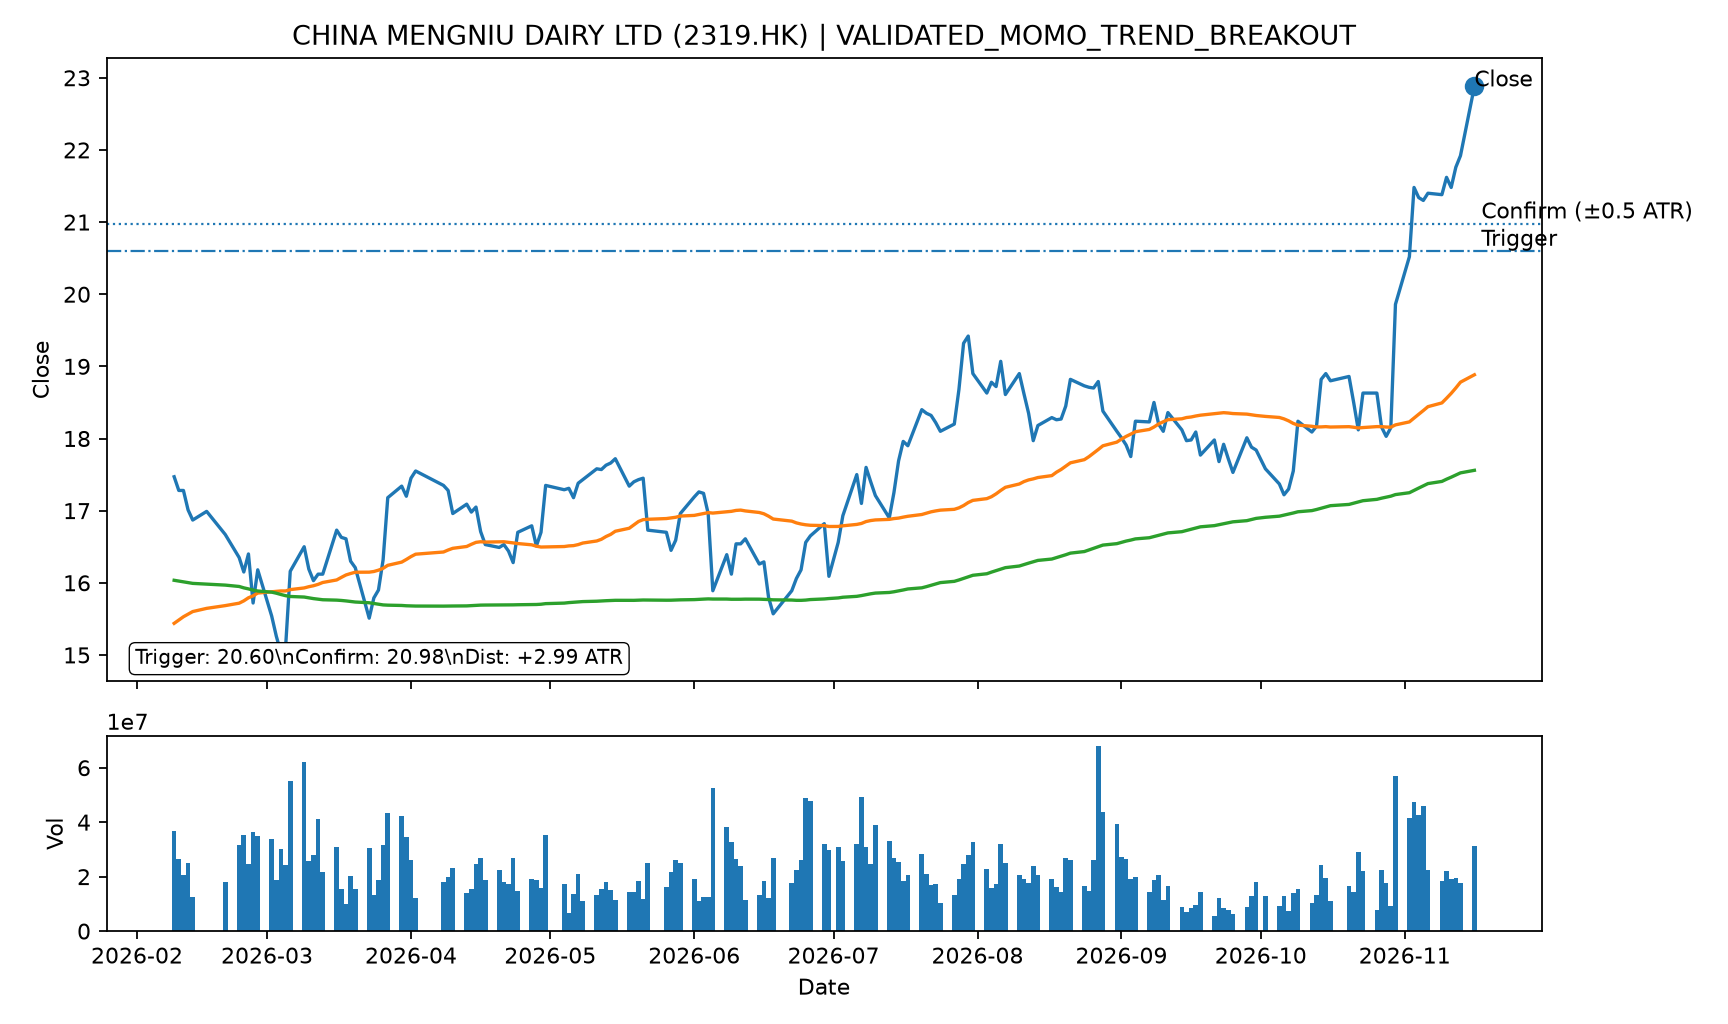 CHINA MENGNIU DAIRY LTD (2319.HK) | VALIDATED_MOMO_TREND_BREAKOUT
Close
23
22
21
20
19
18
17
16
15
Close
Confirm (±0.5 ATR)
Trigger
Trigger: 20.60\nConfirm: 20.98\nDist: +2.99 ATR
1e7
Vol
6
4
2
0
2026-02
2026-03
2026-04
2026-05
2026-06
2026-07
2026-08
2026-09
2026-10
2026-11
Date